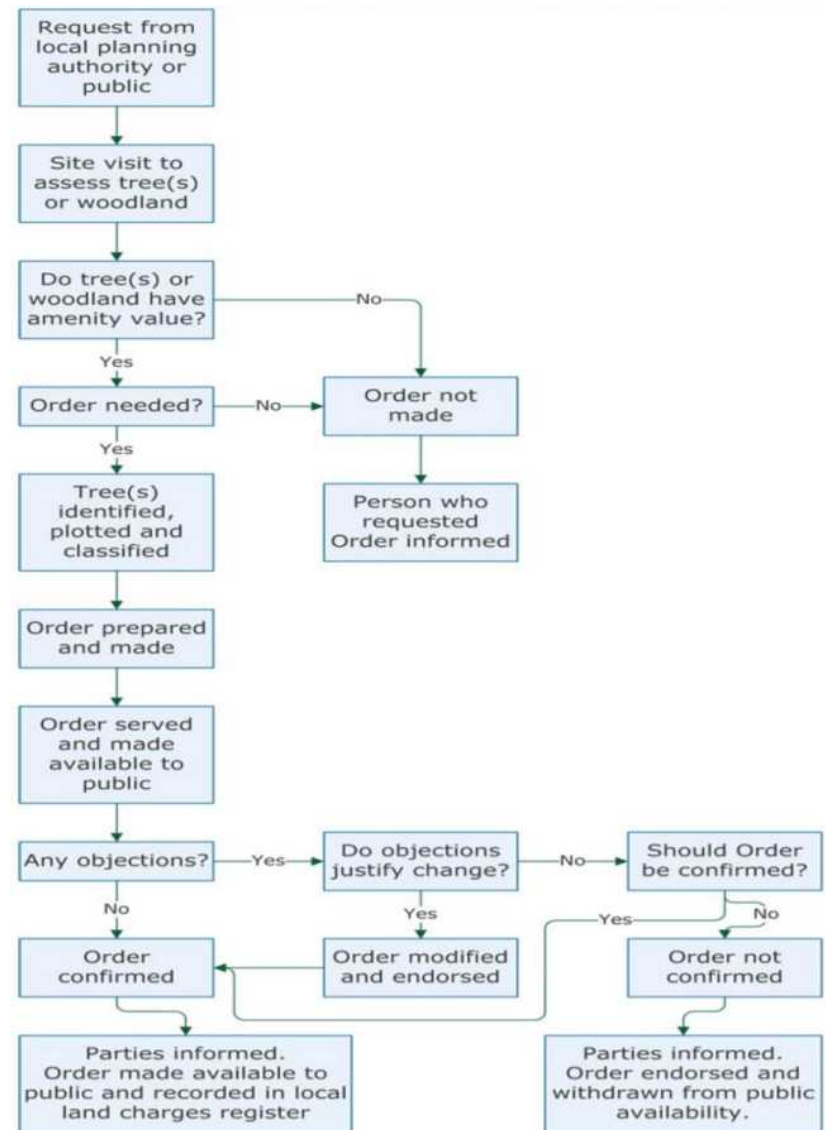 Request from
local planning
authority or
public
Site visit to
assess tree(s)
or woodland
Do tree(s) or
woodland have
amenity value?
No
Yes
Order needed?
No
Order not
made
Yes
Person who
requested
Order informed
Tree(s)
identified,
plotted and
classified
Order prepared
and made
Order served
and made
available to
public
Any objections?
Yes
Do objections
justify change?
No
Should Order
be confirmed?
No
Yes
Yes
No
Order
confirmed
Order modified
and endorsed
Order not
confirmed
Parties informed.
Order made available to
public and recorded in local
land charges register
Parties informed.
Order endorsed and
withdrawn from public
availability.